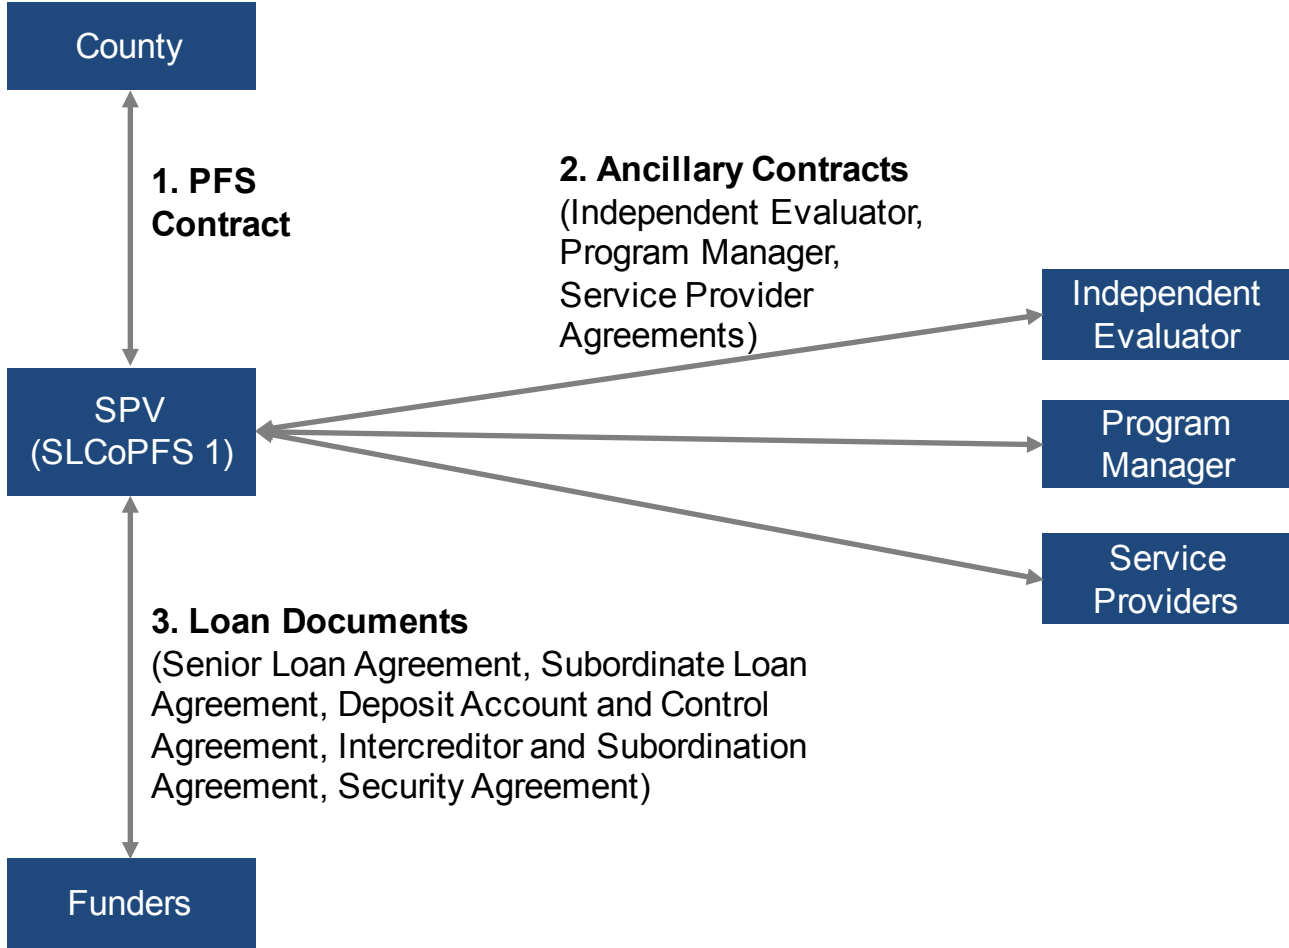 County
1. PFS
Contract
2. Ancillary Contracts
(Independent Evaluator,
Program Manager,
Service Provider
Agreements)
Independent
Evaluator
SPV
(SLCoPFS 1)
Program
Manager
Service
Providers
3. Loan Documents
(Senior Loan Agreement, Subordinate Loan
Agreement, Deposit Account and Control
Agreement, Intercreditor and Subordination
Agreement, Security Agreement)
Funders